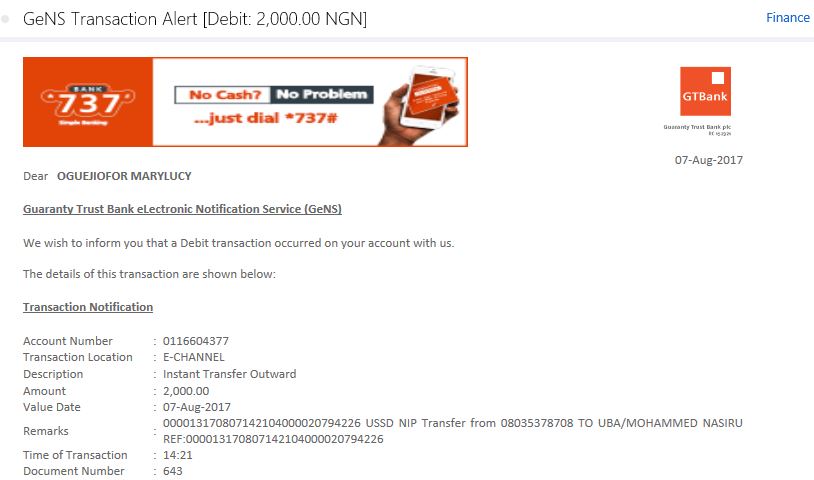 GeNS Transaction Alert [Debit: 2,000.00 NGN]
Finance
BANK
*737*
Simple Banking
No Cash? No Problem
...just dial *737#
GTBank
Guaranty Trust Bank plc
07-Aug-2017
Dear OGUEJIOFOR MARYLUCY
Guaranty Trust Bank eLectronic Notification Service (GeNS)
We wish to inform you that a Debit transaction occurred on your account with us.
The details of this transaction are shown below:
Transaction Notification
Account Number : 0116604377
Transaction Location : E-CHANNEL
Description : Instant Transfer Outward
Amount : 2,000.00
Value Date : 07-Aug-2017
Remarks : 000013170807142104000020794226 USSD NIP Transfer from 08035378708 TO UBA/MOHAMMED NASIRU
REF:000013170807142104000020794226
Time of Transaction : 14:21
Document Number : 643